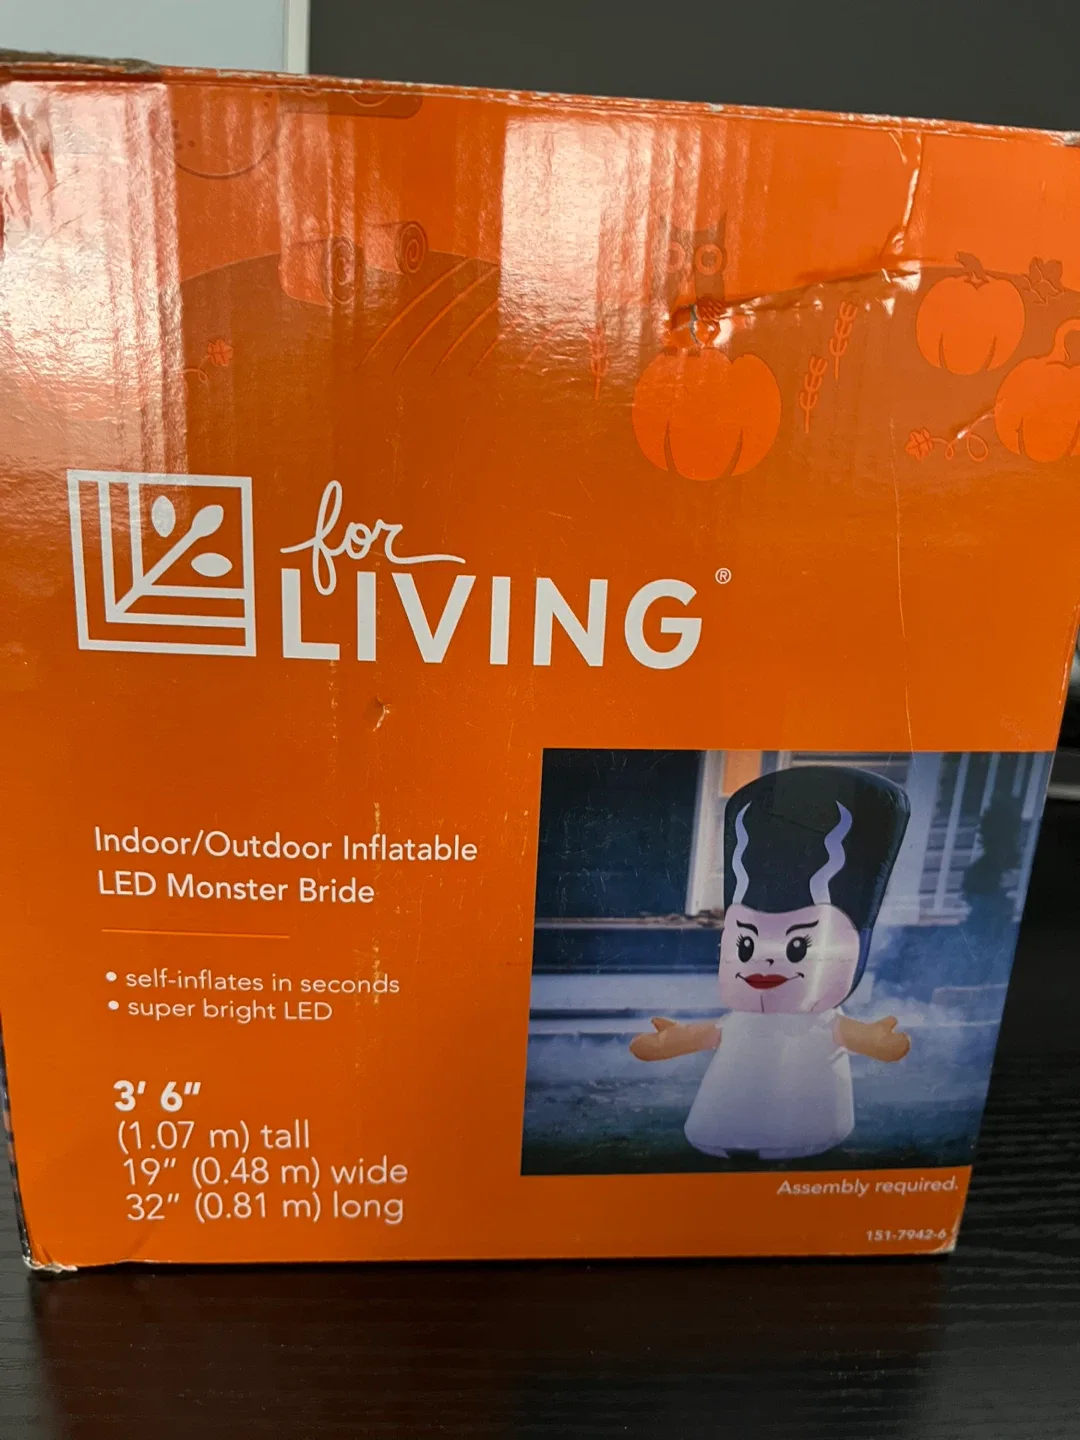 for
LIVING®
Indoor/Outdoor Inflatable
LED Monster Bride
• self-inflates in seconds
• super bright LED
3' 6"
(1.07 m) tall
19" (0.48 m) wide
32" (0.81 m) long
Assembly required.
151-7942-6